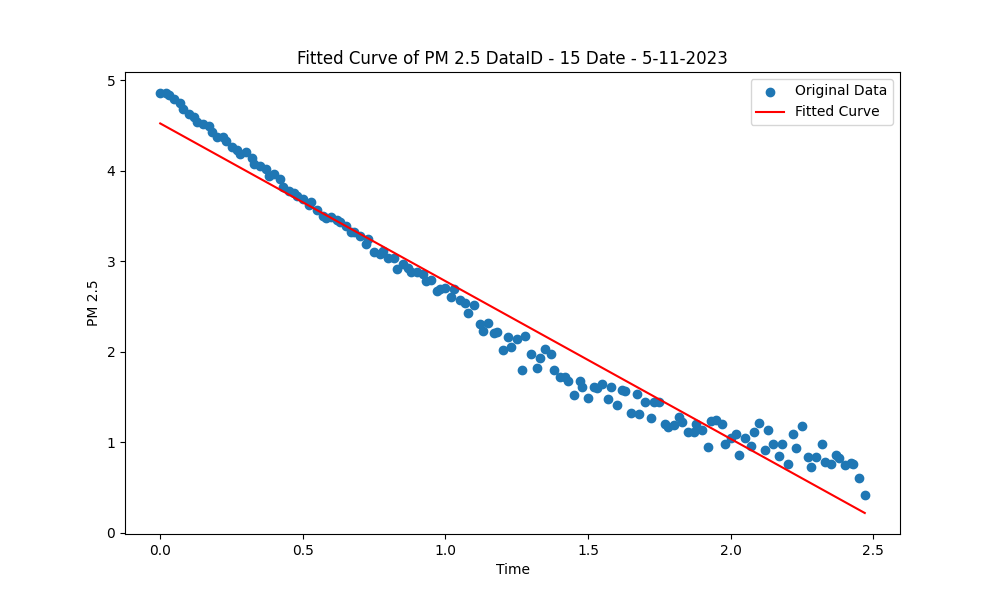 Fitted Curve of PM 2.5 DataID - 15 Date - 5-11-2023
Original Data
Fitted Curve
5
4
3
2
1
0
PM 2.5
0.0 0.5 1.0 1.5 2.0 2.5
Time